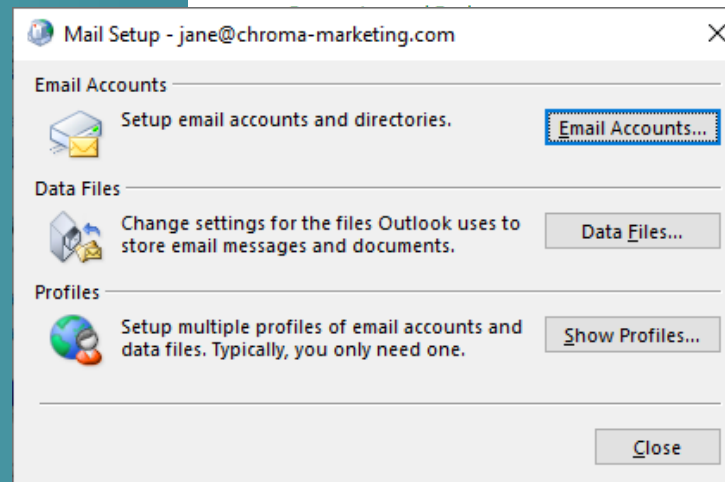 Mail Setup - jane@chroma-marketing.com
Email Accounts
Setup email accounts and directories.
Email Accounts...
Data Files
Change settings for the files Outlook uses to
store email messages and documents.
Data Files...
Profiles
Setup multiple profiles of email accounts and
data files. Typically, you only need one.
Show Profiles...
Close